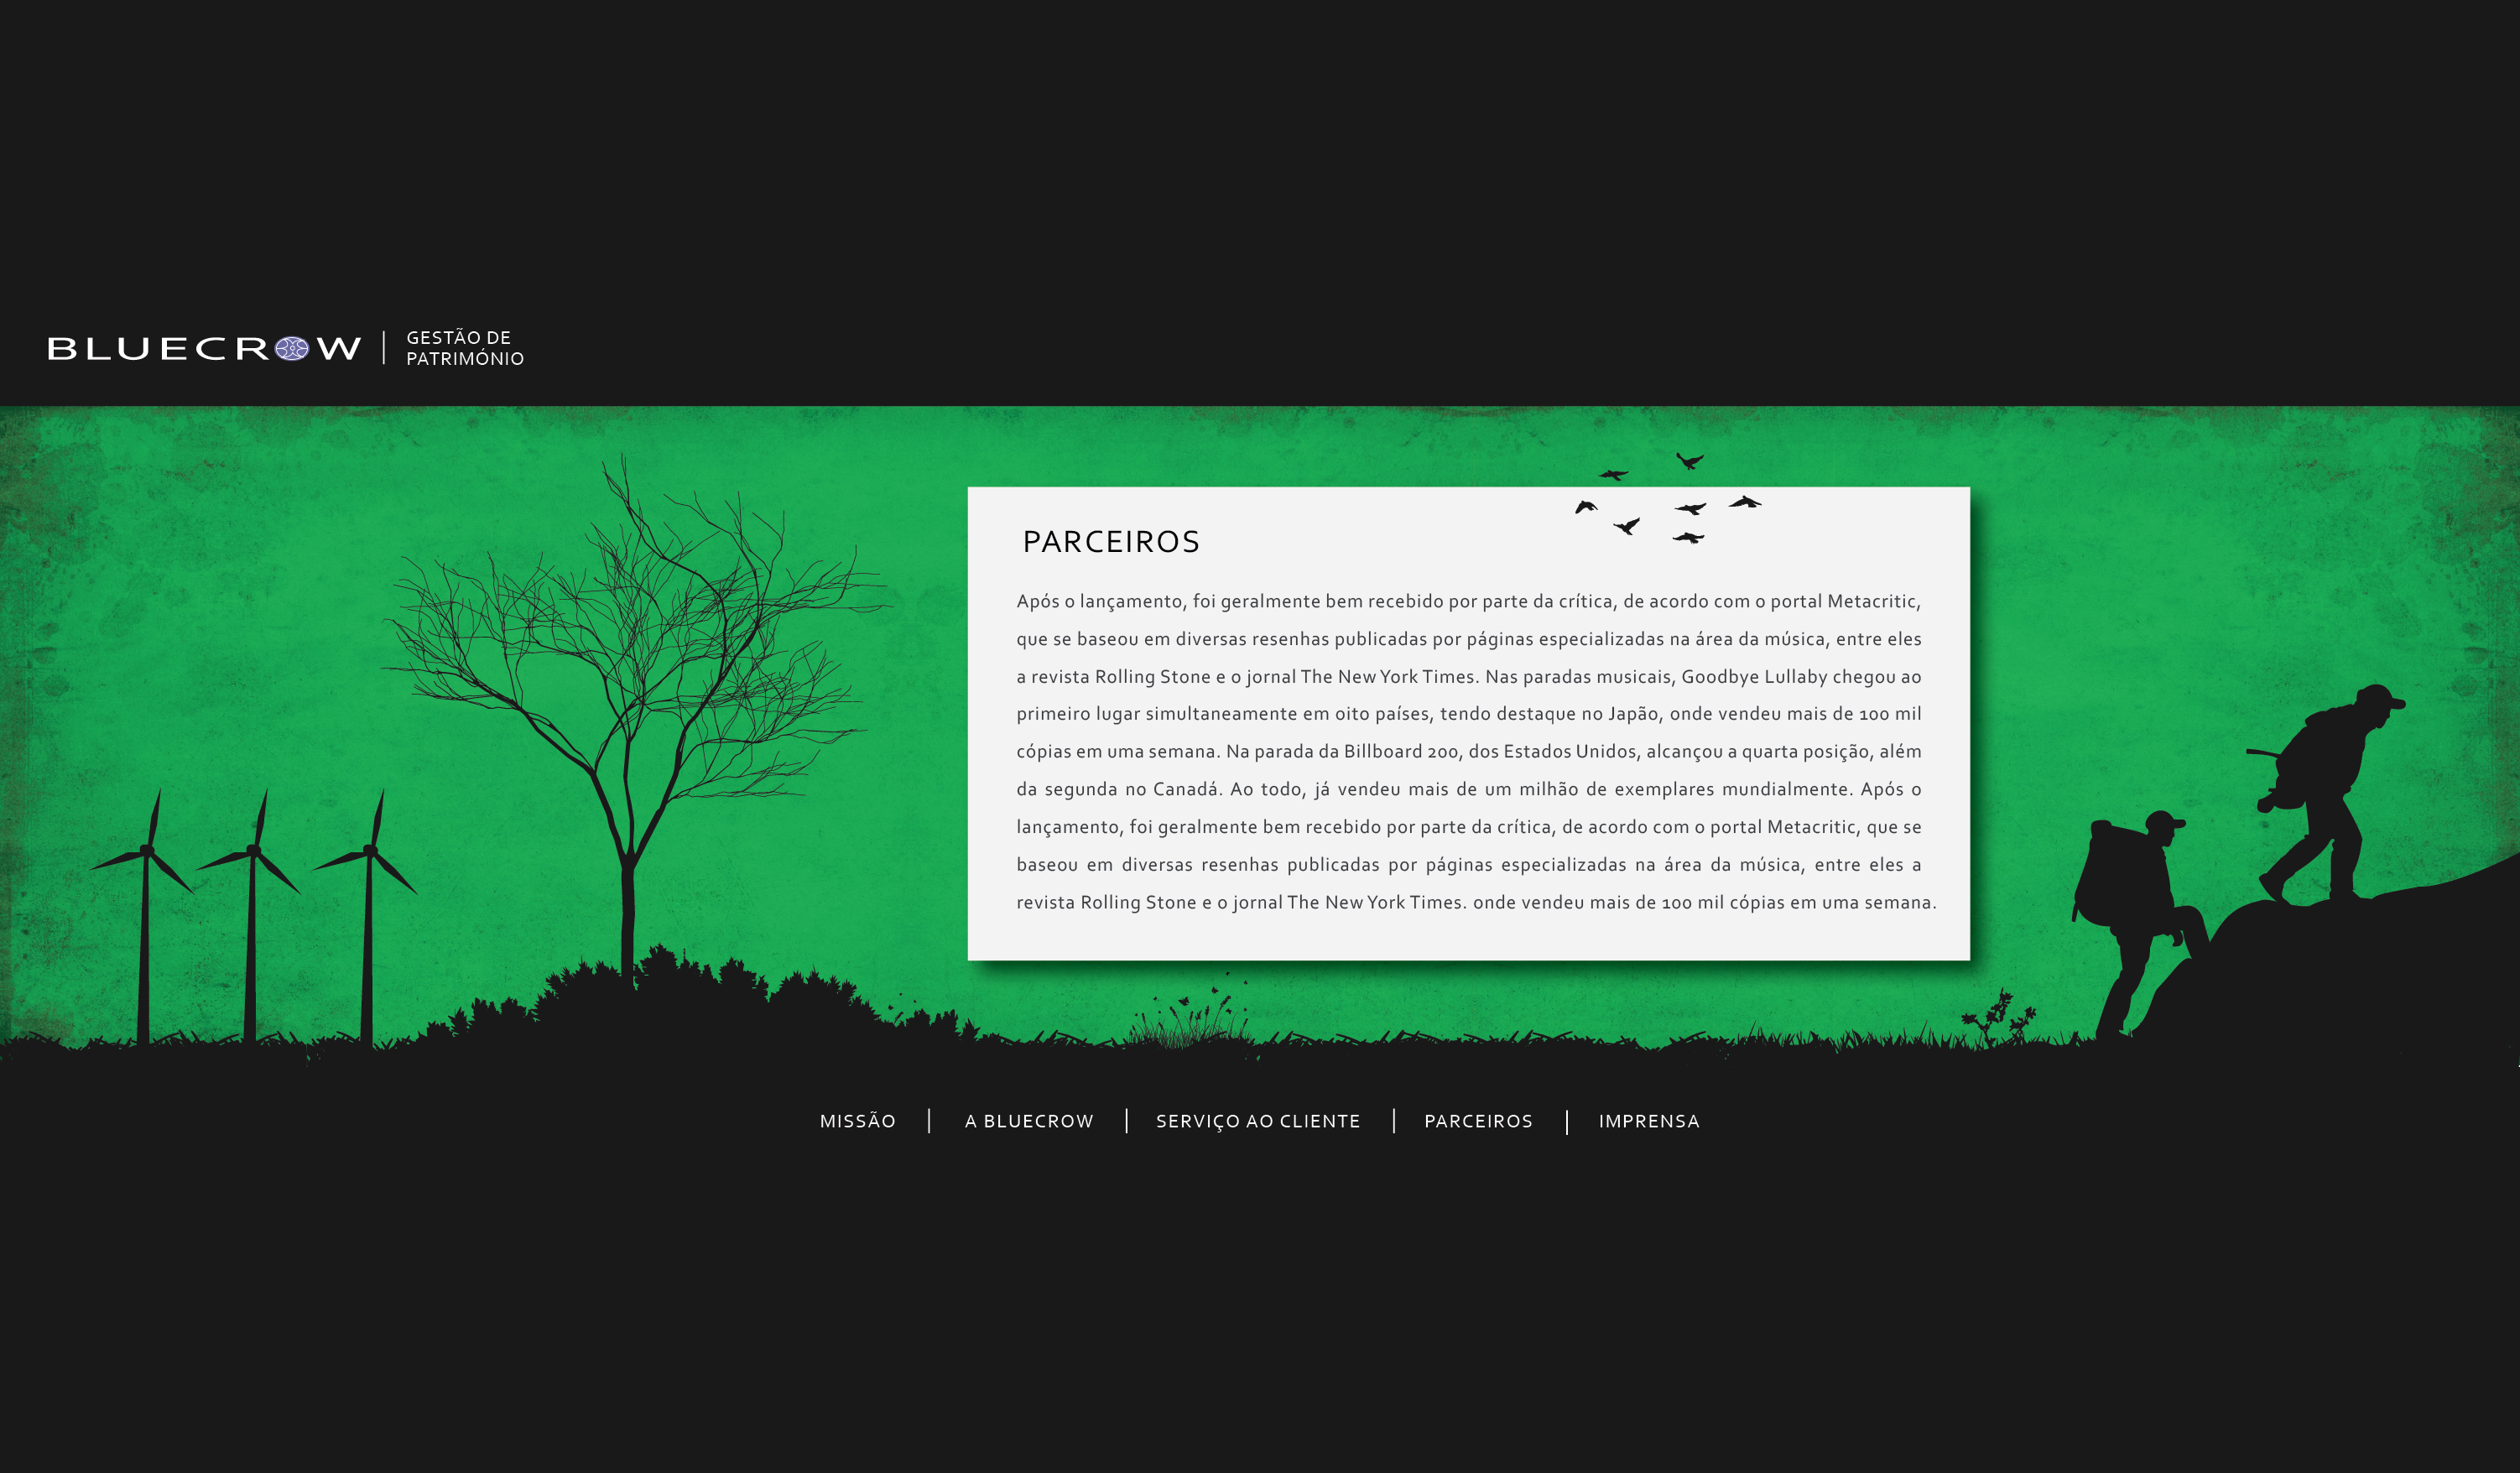 BLUECROW
GESTÃO DE
PATRIMÓNIO
PARCEIROS
Após o lançamento, foi geralmente bem recebido por parte da crítica, de acordo com o portal Metacritic,
que se baseou em diversas resenhas publicadas por páginas especializadas na área da música, entre eles
a revista Rolling Stone e o jornal The New York Times. Nas paradas musicais, Goodbye Lullaby chegou ao
primeiro lugar simultaneamente em oito países, tendo destaque no Japão, onde vendeu mais de 100 mil
cópias em uma semana. Na parada da Billboard 200, dos Estados Unidos, alcançou a quarta posição, além
da segunda no Canadá. Ao todo, já vendeu mais de um milhão de exemplares mundialmente. Após o
lançamento, foi geralmente bem recebido por parte da crítica, de acordo com o portal Metacritic, que se
baseou em diversas resenhas publicadas por páginas especializadas na área da música, entre eles a
revista Rolling Stone e o jornal The New York Times. onde vendeu mais de 100 mil cópias em uma semana.
MISSÃO | A BLUECROW | SERVIÇO AO CLIENTE | PARCEIROS | IMPRENSA